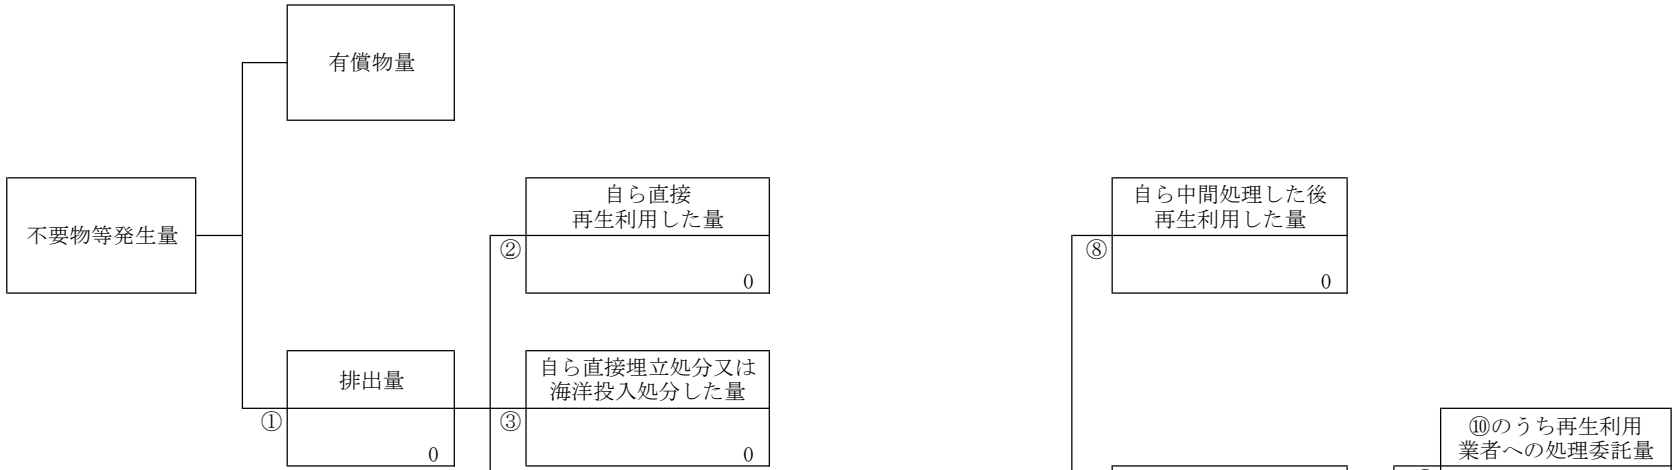 有償物量
不要物等発生量
自ら直接
再生利用した量
②
0
自ら中間処理した後
再生利用した量
⑧
0
排出量
①
0
自ら直接埋立処分又は
海洋投入処分した量
③
0
⑩のうち再生利用
業者への処理委託量